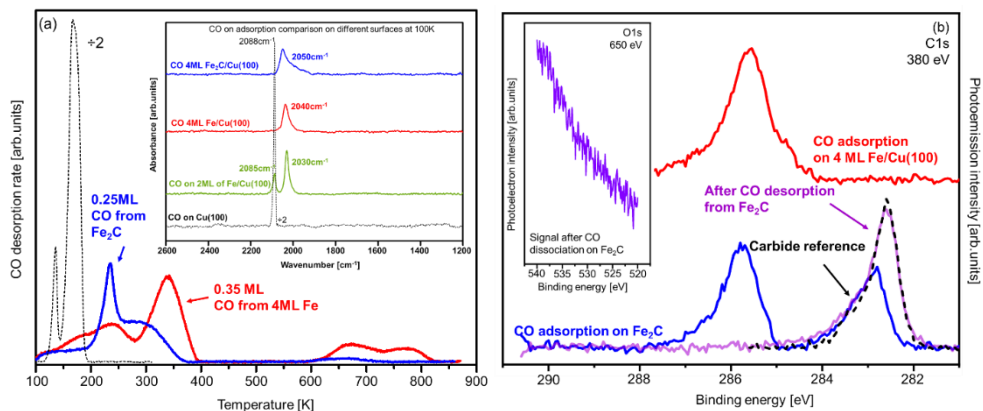 (a)
÷2
CO on adsorption comparison on different surfaces at 100K
2088cm⁻¹
2050cm⁻¹
CO 4ML Fe₂C/Cu(100)
2040cm⁻¹
CO 4ML Fe/Cu(100)
2085cm⁻¹
2030cm⁻¹
CO on 2ML of Fe/Cu(100)
÷2
CO on Cu(100)
Absorbance [arb.units]
2600 2400 2200 2000 1800 1600 1400 1200
Wavenumber [cm⁻¹]
0.25ML
CO from
Fe₂C
0.35 ML
CO from 4ML Fe
CO desorption rate [arb.units]
100 200 300 400 500 600 700 800 900
Temperature [K]
(b)
C1s
380 eV
O1s
650 eV
Photoelectron intensity [arb.units]
Signal after CO
dissociation on Fe₂C
540 535 530 525 520
Binding energy [eV]
CO adsorption
on 4 ML Fe/Cu(100)
After CO desorption
from Fe₂C
Carbide reference
CO adsorption on Fe₂C
290 288 286 284 282
Binding energy [eV]
Photoemission intensity [arb.units]